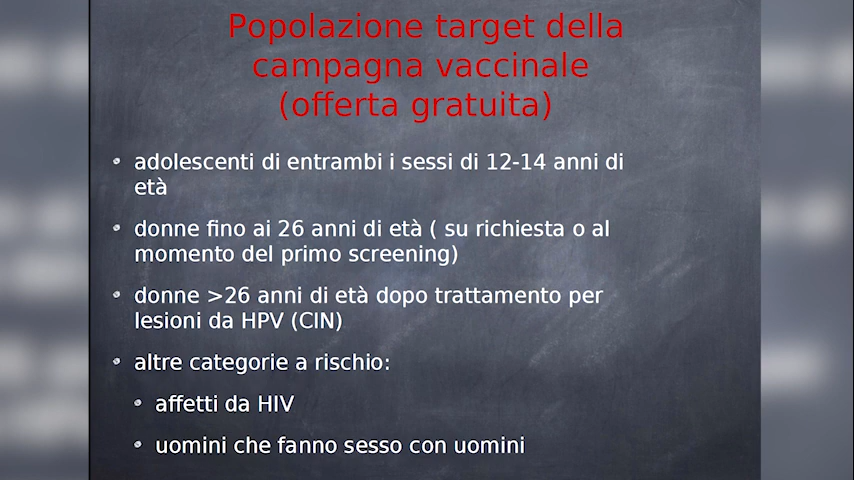 Popolazione target della
campagna vaccinale
(offerta gratuita)
adolescenti di entrambi i sessi di 12-14 anni di
età
donne fino ai 26 anni di età ( su richiesta o al
momento del primo screening)
donne >26 anni di età dopo trattamento per
lesioni da HPV (CIN)
altre categorie a rischio:
affetti da HIV
uomini che fanno sesso con uomini